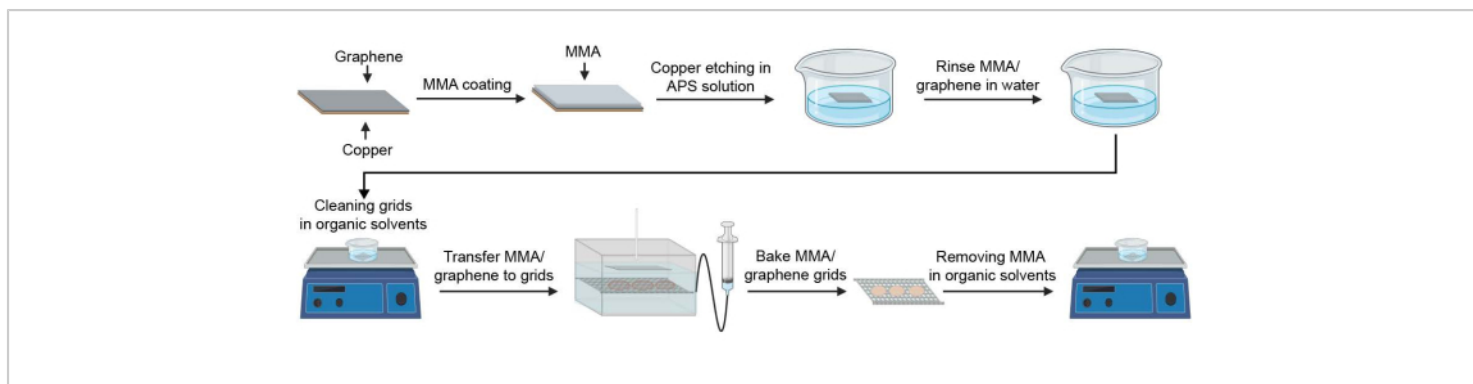 Graphene
Copper
MMA coating
MMA
Copper etching in
APS solution
Rinse MMA/
graphene in water
Cleaning grids
in organic solvents
Transfer MMA/
graphene to grids
Bake MMA/
graphene grids
Removing MMA
in organic solvents